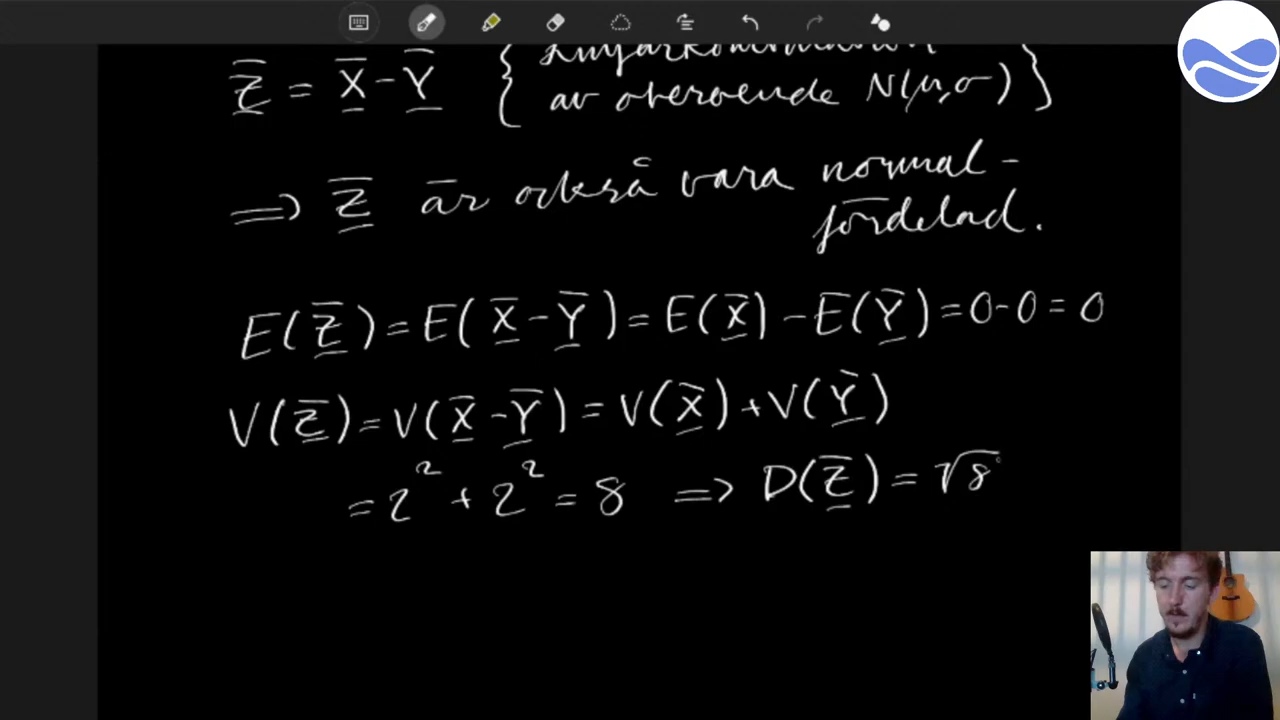 Z = X - Y { Linjärkombination
av oberoende N(μ,σ) }
⇒ Z är också vara normal-
fördelad.
E(Z) = E(X - Y) = E(X) - E(Y) = 0 - 0 = 0
V(Z) = V(X - Y) = V(X) + V(Y)
= 2² + 2² = 8 ⇒ D(Z) = √8